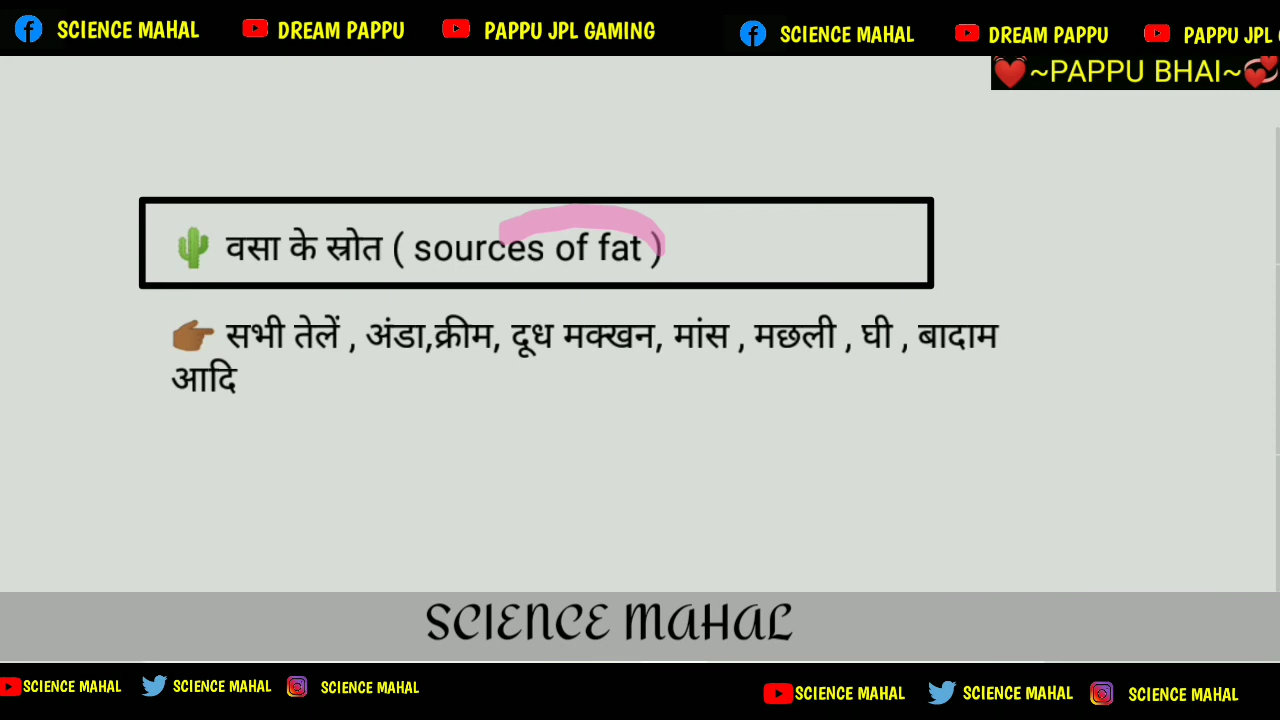 SCIENCE MAHAL DREAM PAPPU PAPPU JPL GAMING SCIENCE MAHAL DREAM PAPPU PAPPU JPL
~PAPPU BHAI~
वसा के स्रोत ( sources of fat )
सभी तेलें , अंडा,क्रीम, दूध मक्खन, मांस , मछली , घी , बादाम
आदि
SCIENCE MAHAL
SCIENCE MAHAL SCIENCE MAHAL SCIENCE MAHAL SCIENCE MAHAL SCIENCE MAHAL SCIENCE MAHAL